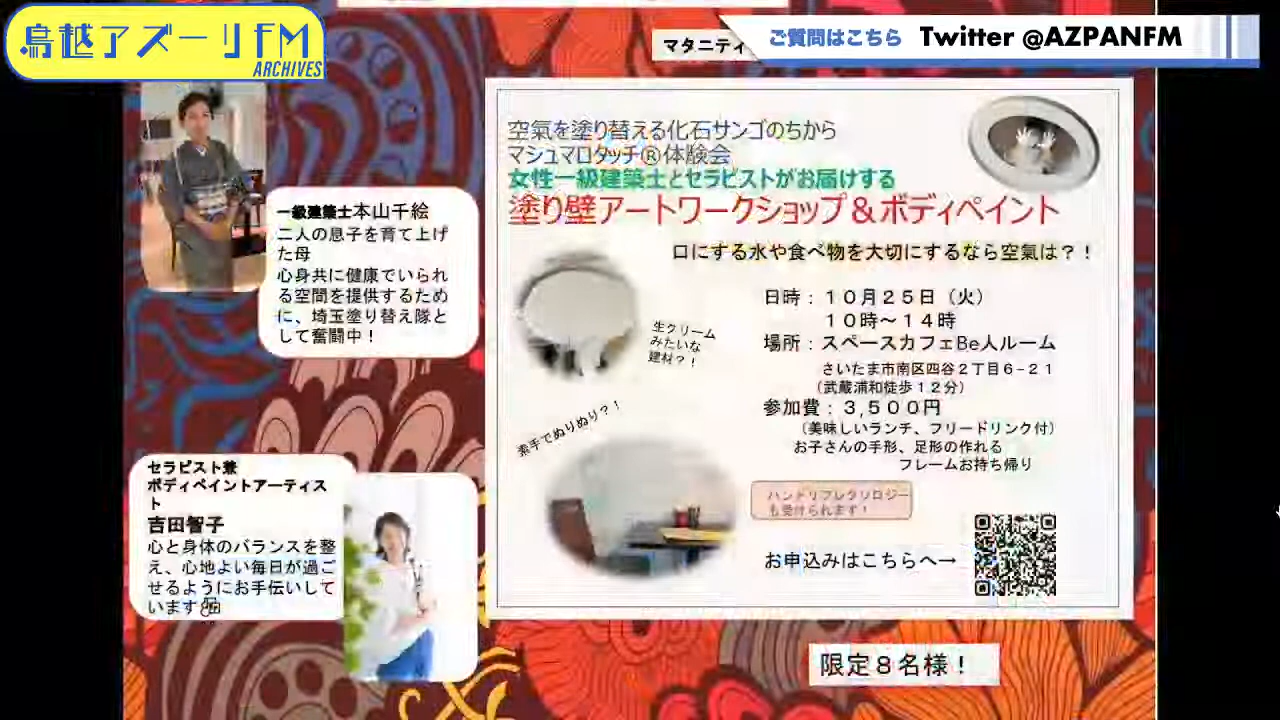 鳥越アズーリFM
ARCHIVES
マタニティ
ご質問はこちら Twitter @AZPANFM
空氣を塗り替える化石サンゴのちから
マシュマロタッチ®体験会
女性一級建築士とセラピストがお届けする
塗り壁アートワークショップ&ボディペイント
口にする水や食べ物を大切にするなら空氣は?!
生クリーム
みたいな
建材?!
日時:10月25日(火)
10時~14時
場所:スペースカフェBe人ルーム
さいたま市南区四谷2丁目6-21
(武蔵浦和徒歩12分)
参加費:3,500円
(美味しいランチ、フリードリンク付)
お子さんの手形、足形の作れる
フレームお持ち帰り
素手でぬりぬり?!
ハンドリフレクソロジー
も受けられます!
お申込みはこちらへ→
限定8名様!
一級建築士本山千絵
二人の息子を育て上げ
た母
心身共に健康でいられ
る空間を提供するため
に、埼玉塗り替え隊と
して奮闘中!
セラピスト兼
ボディペイントアーティス
ト
吉田智子
心と身体のバランスを整
え、心地よい毎日が過ご
せるようにお手伝いして
います